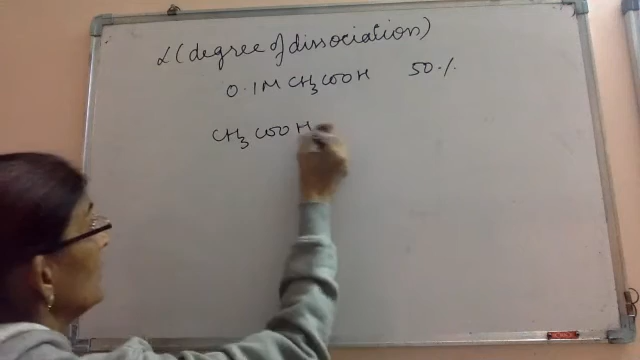 α (degree of dissociation)
0.1M CH3COOH 50%
CH3COOH